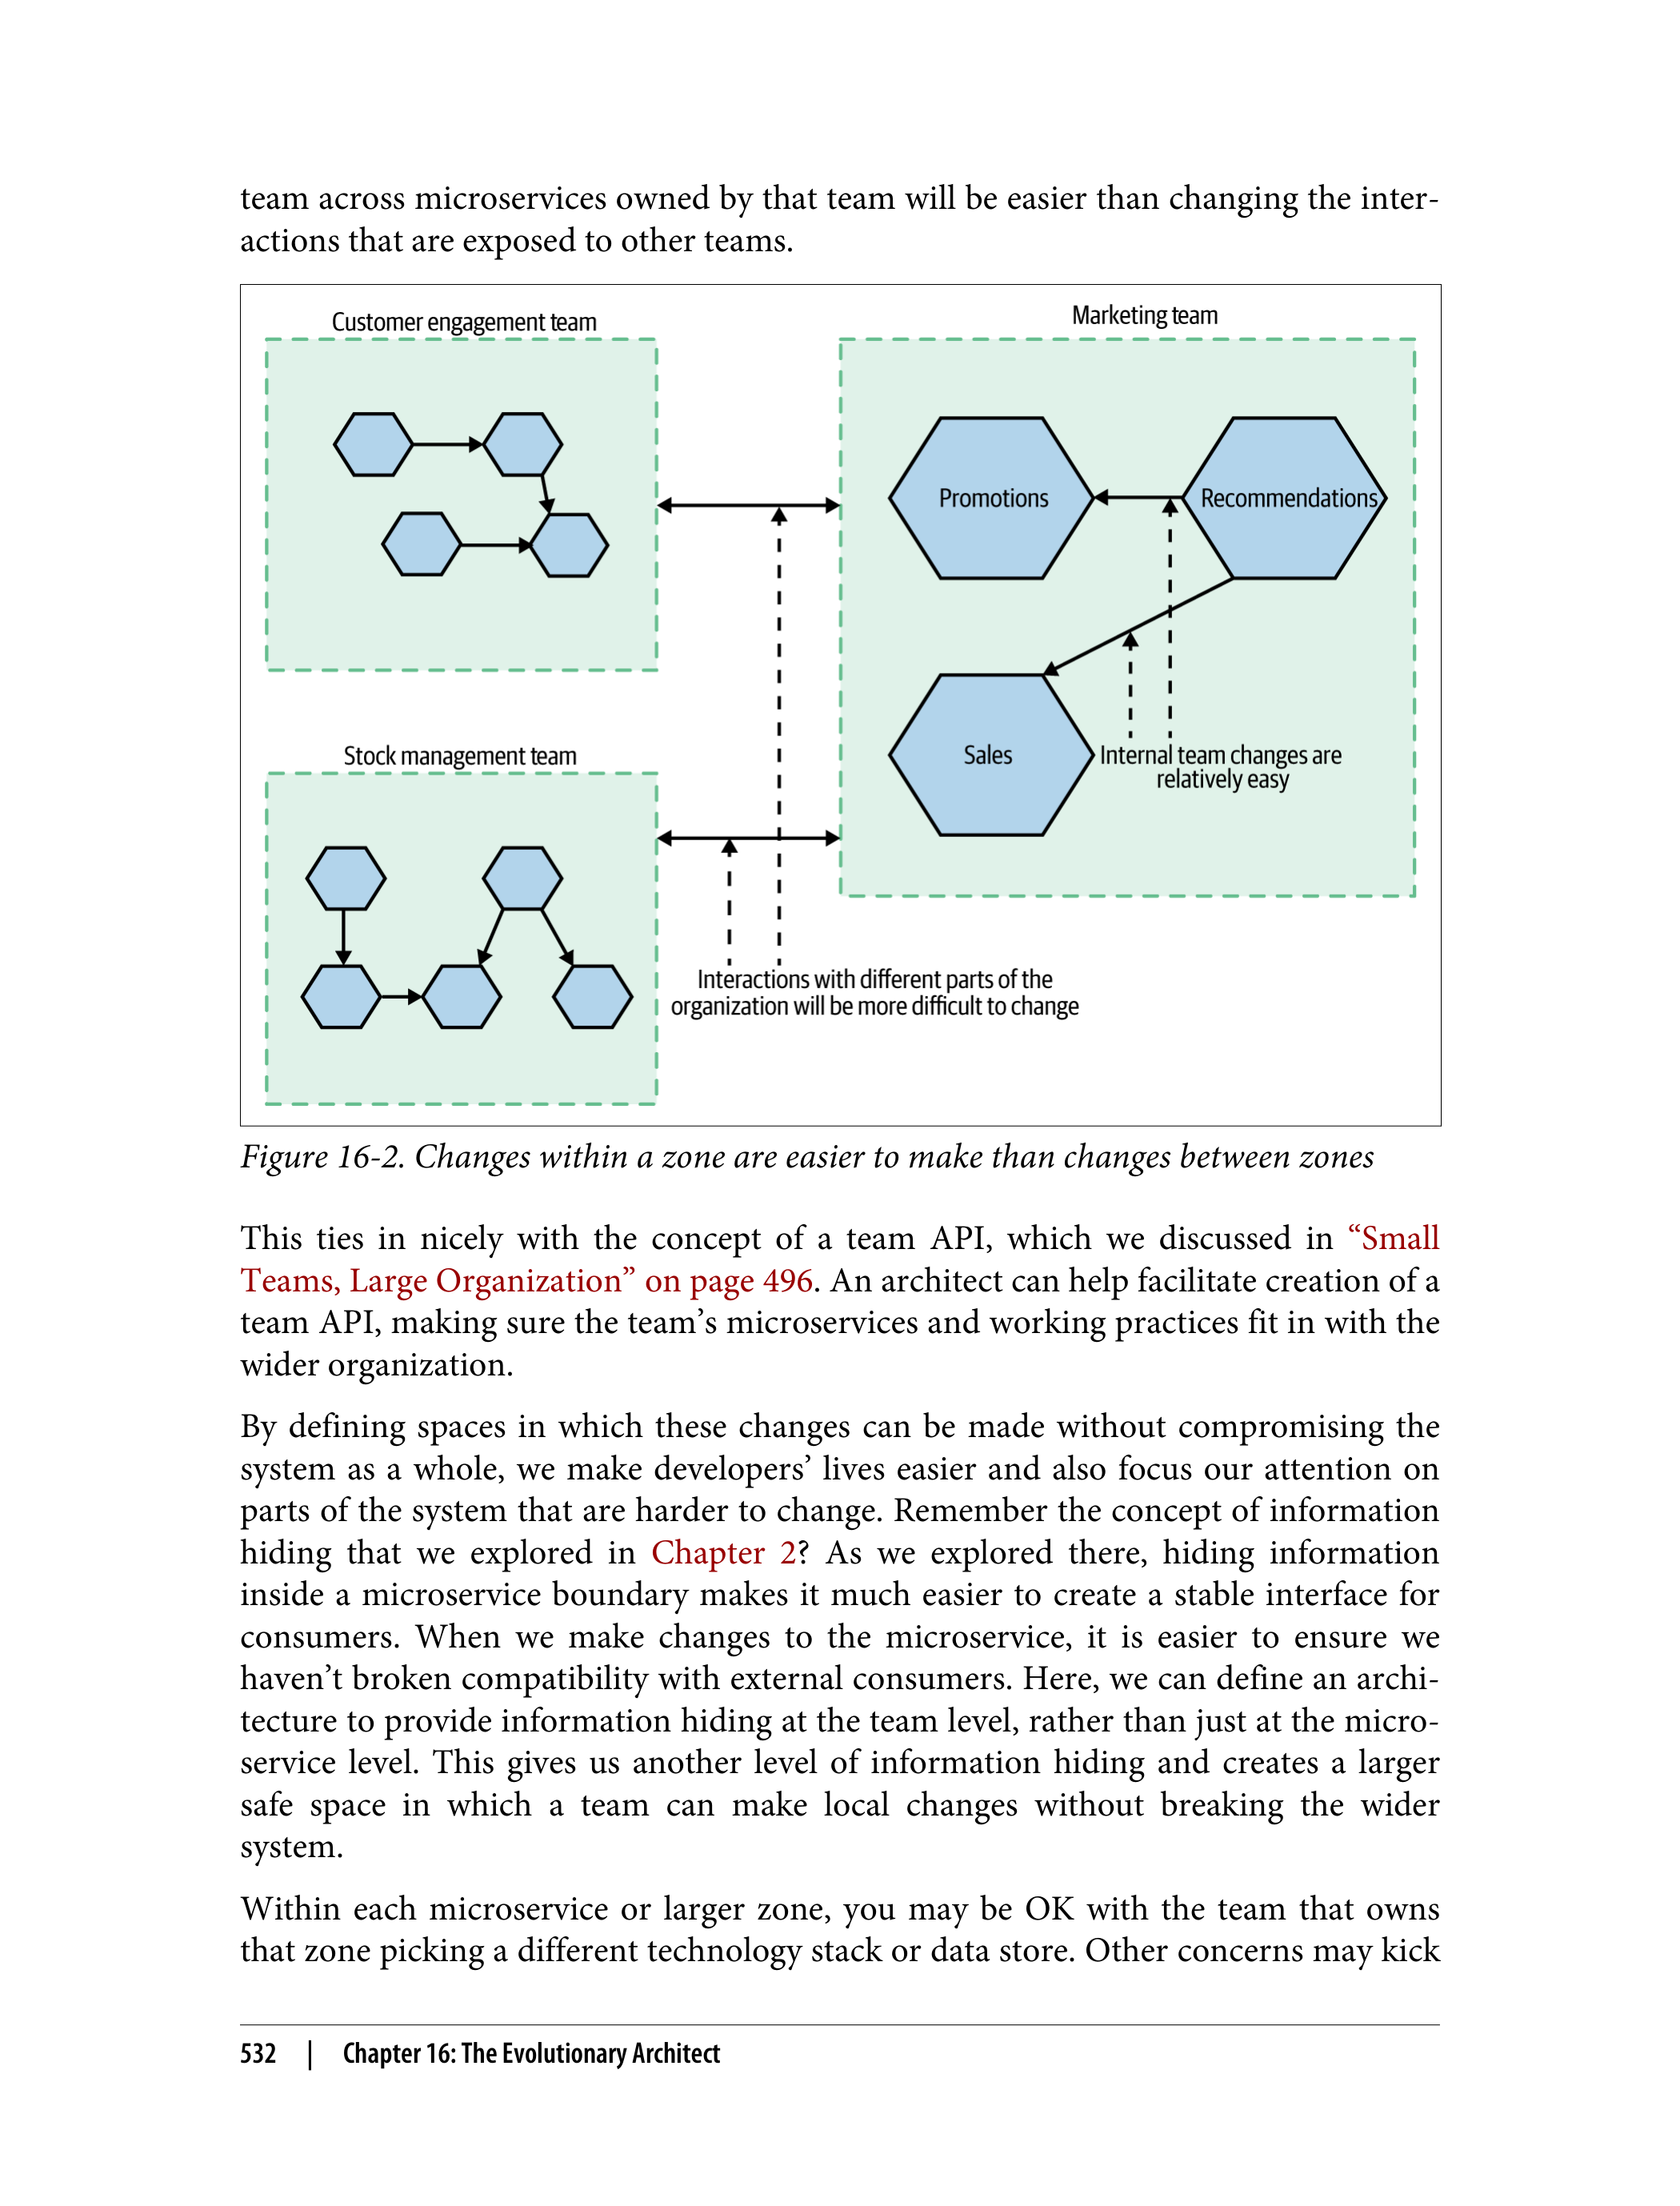 team across microservices owned by that team will be easier than changing the inter-
actions that are exposed to other teams.
Customer engagement team
Marketing team
Promotions
Recommendations
Sales
Internal team changes are
relatively easy
Stock management team
Interactions with different parts of the
organization will be more difficult to change
Figure 16-2. Changes within a zone are easier to make than changes between zones
This ties in nicely with the concept of a team API, which we discussed in “Small
Teams, Large Organization” on page 496. An architect can help facilitate creation of a
team API, making sure the team’s microservices and working practices fit in with the
wider organization.
By defining spaces in which these changes can be made without compromising the
system as a whole, we make developers’ lives easier and also focus our attention on
parts of the system that are harder to change. Remember the concept of information
hiding that we explored in Chapter 2? As we explored there, hiding information
inside a microservice boundary makes it much easier to create a stable interface for
consumers. When we make changes to the microservice, it is easier to ensure we
haven’t broken compatibility with external consumers. Here, we can define an archi-
tecture to provide information hiding at the team level, rather than just at the micro-
service level. This gives us another level of information hiding and creates a larger
safe space in which a team can make local changes without breaking the wider
system.
Within each microservice or larger zone, you may be OK with the team that owns
that zone picking a different technology stack or data store. Other concerns may kick
532 | Chapter 16: The Evolutionary Architect